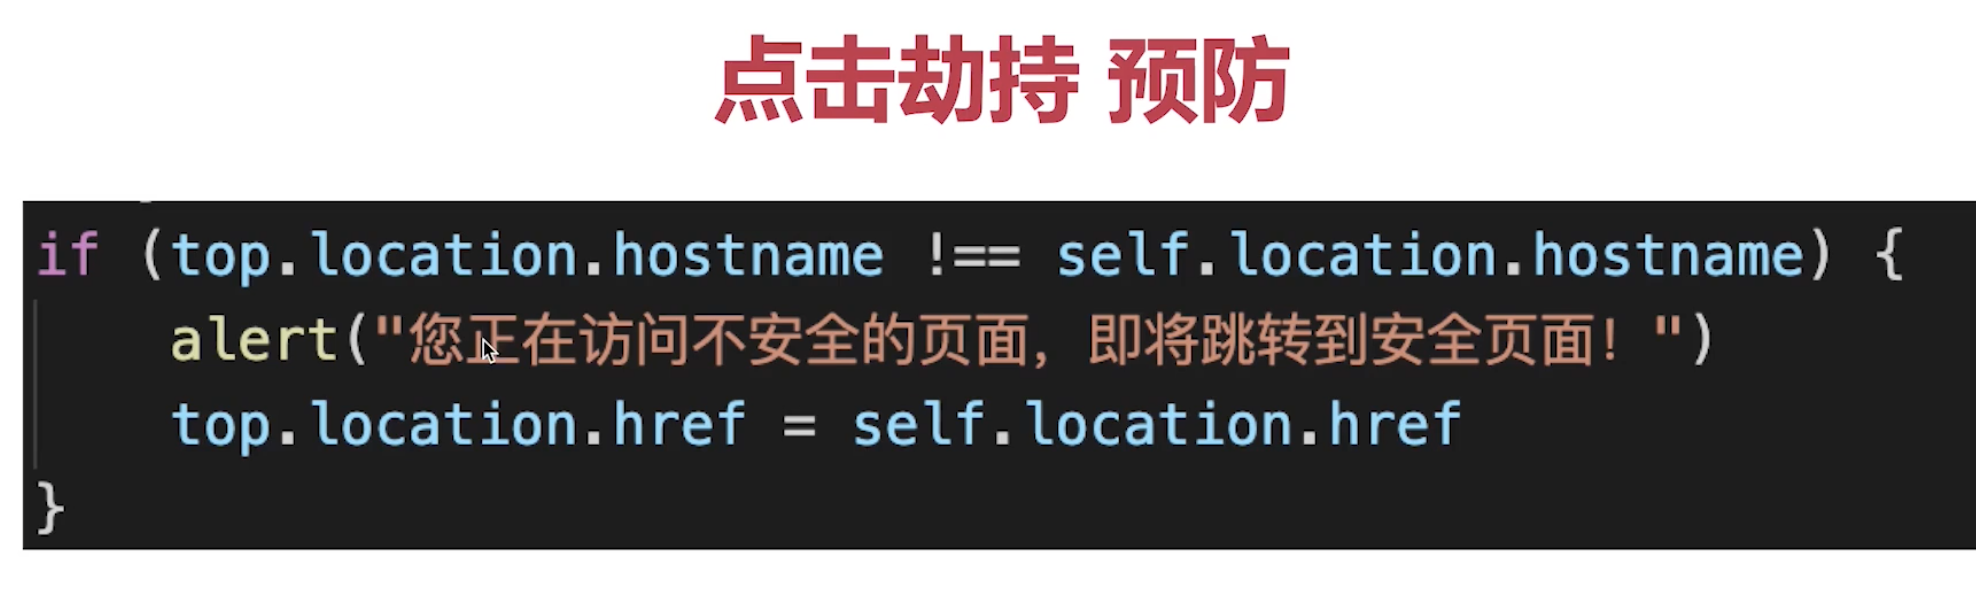 点击劫持 预防
if (top.location.hostname !== self.location.hostname) {
    alert("您正在访问不安全的页面，即将跳转到安全页面！")
    top.location.href = self.location.href
}